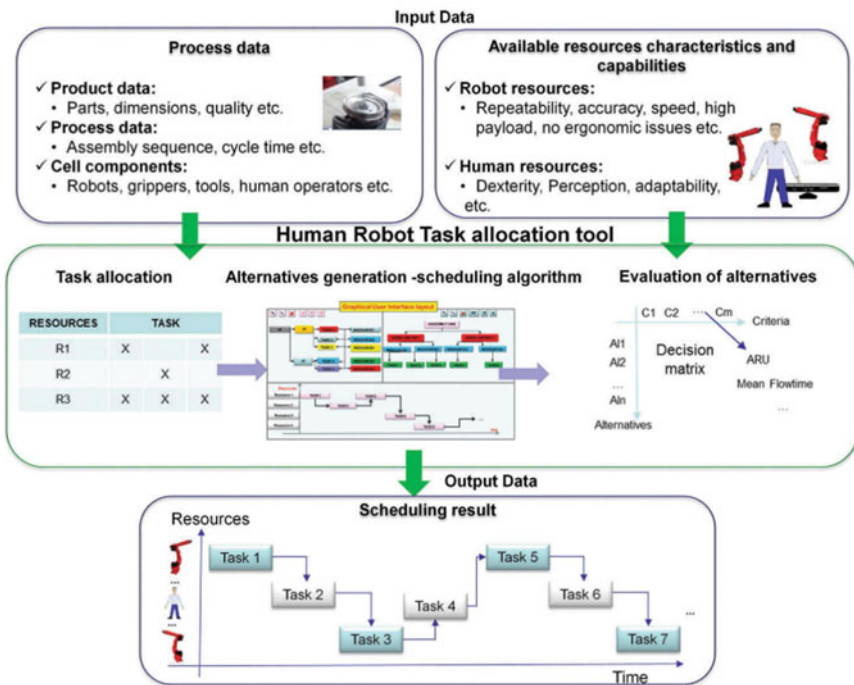 Input Data
Process data
✓ Product data:
• Parts, dimensions, quality etc.
✓ Process data:
• Assembly sequence, cycle time etc.
✓ Cell components:
• Robots, grippers, tools, human operators etc.
Available resources characteristics and
capabilities
✓ Robot resources:
• Repeatability, accuracy, speed, high
payload, no ergonomic issues etc.
✓ Human resources:
• Dexterity, Perception, adaptability,
etc.
Human Robot Task allocation tool
Task allocation
RESOURCES TASK
R1 X X
R2 X
R3 X X X
Alternatives generation -scheduling algorithm
Graphical User Interface layout
Evaluation of alternatives
C1 C2 ... Cm
Criteria
Al1
Al2
...
Aln
Alternatives
Decision
matrix
ARU
Mean Flowtime
...
Output Data
Scheduling result
Resources
Task 1
Task 5
...
Task 2
Task 4
Task 6
...
...
Task 3
Task 7
Time